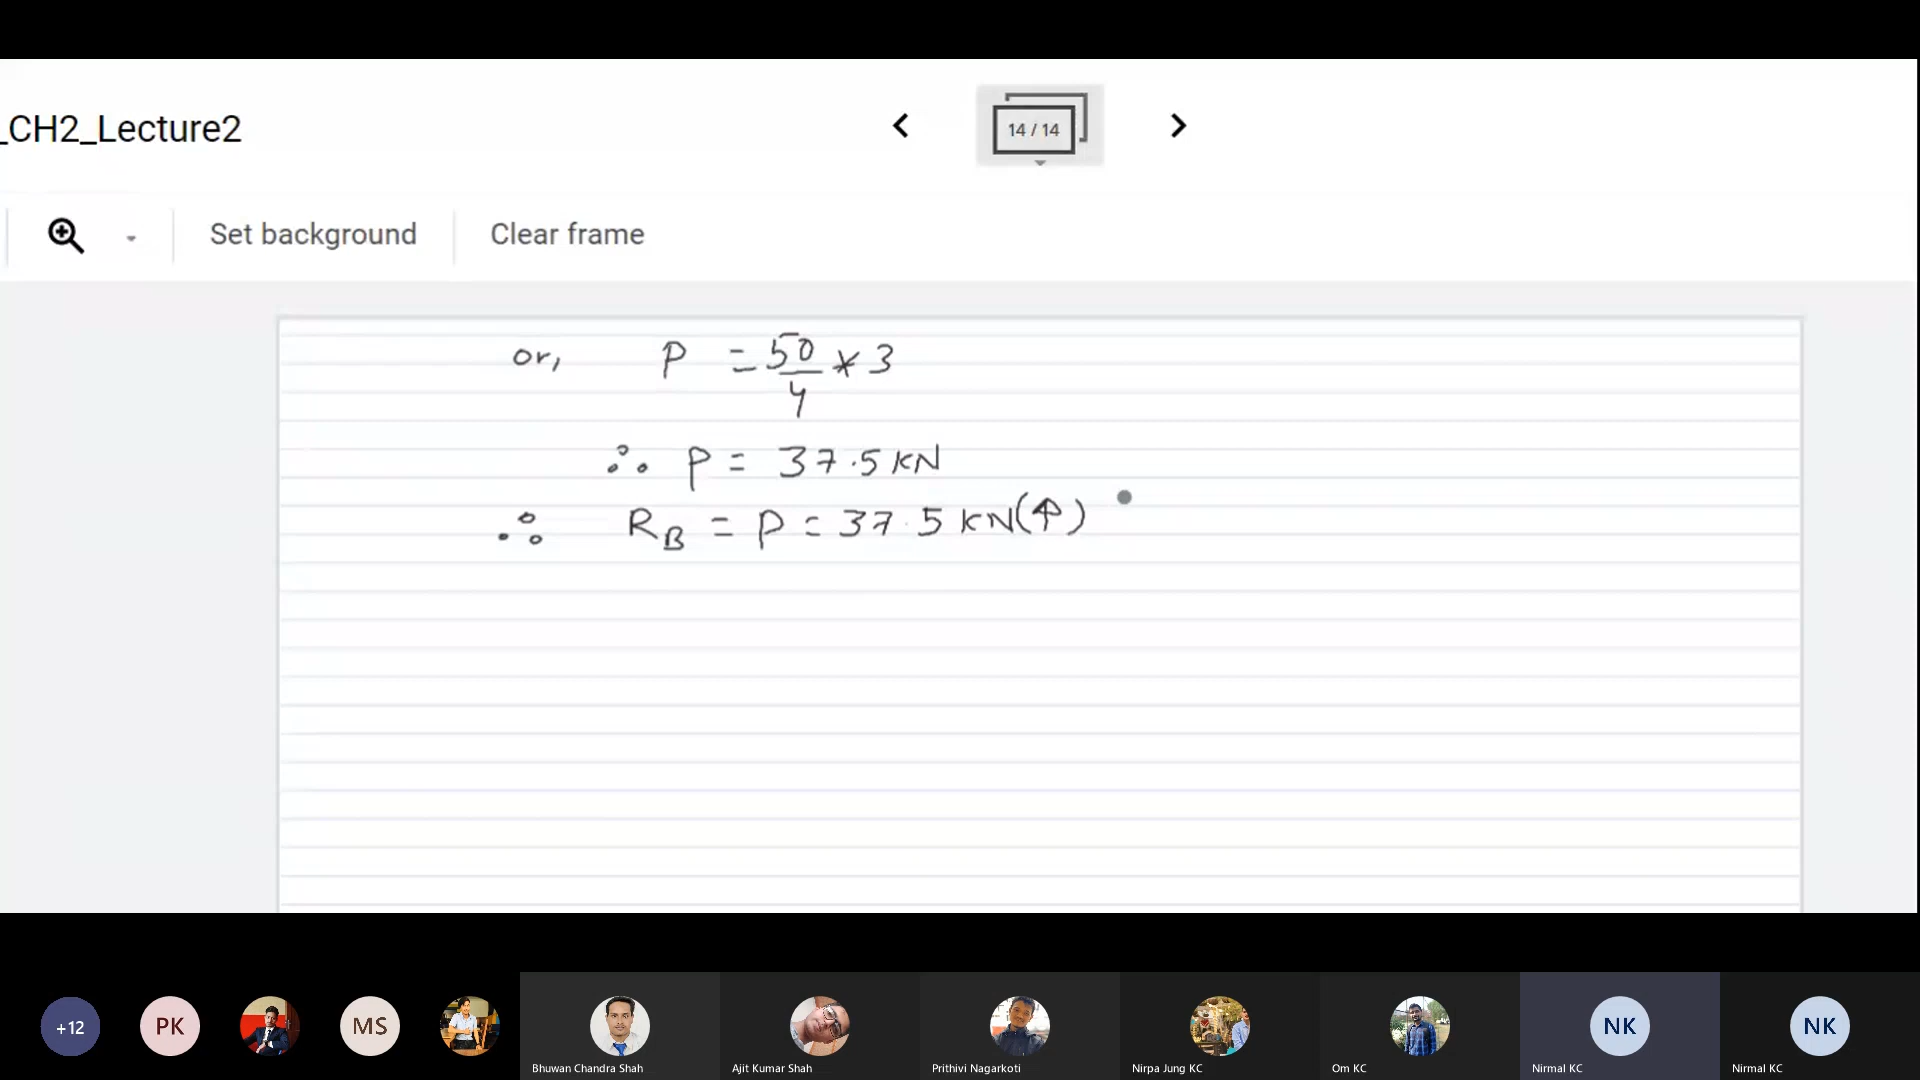 _CH2_Lecture2
14 / 14
Set background
Clear frame
or, P = 50/4 * 3
∴ P = 37.5 KN
∴ RB = P = 37.5 KN(↑)
+12
PK
MS
NK
NK
Bhuwan Chandra Shah
Ajit Kumar Shah
Prithivi Nagarkoti
Nirpa Jung KC
Om KC
Nirmal KC
Nirmal KC